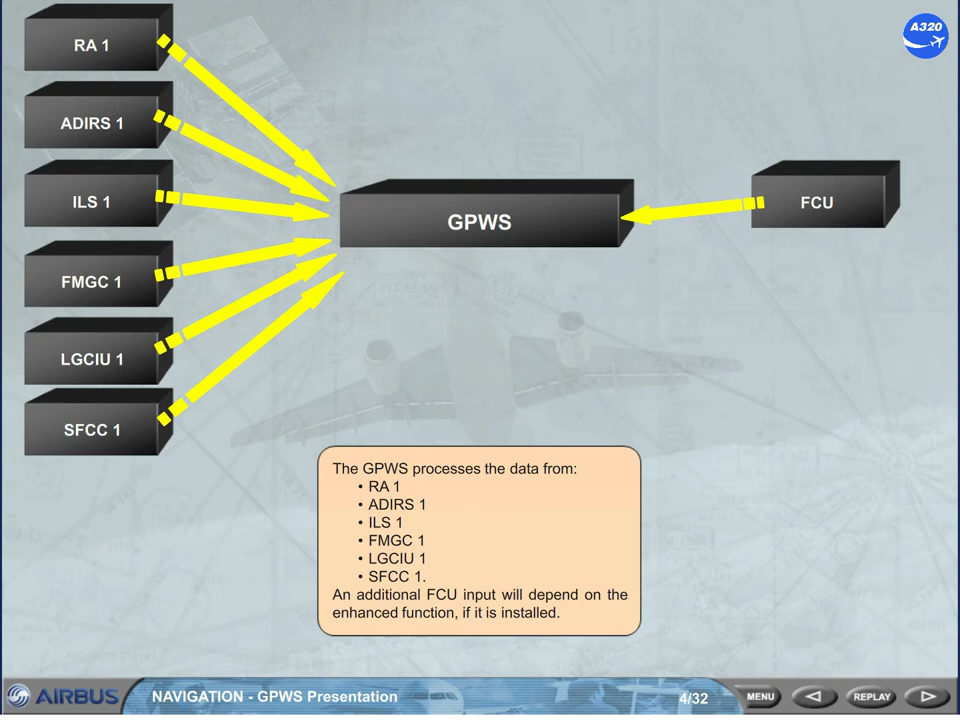 RA 1
A320
ADIRS 1
ILS 1
GPWS
FCU
FMGC 1
LGCIU 1
SFCC 1
The GPWS processes the data from:
• RA 1
• ADIRS 1
• ILS 1
• FMGC 1
• LGCIU 1
• SFCC 1.
An additional FCU input will depend on the
enhanced function, if it is installed.
AIRBUS
NAVIGATION - GPWS Presentation
4/32
MENU
REPLAY